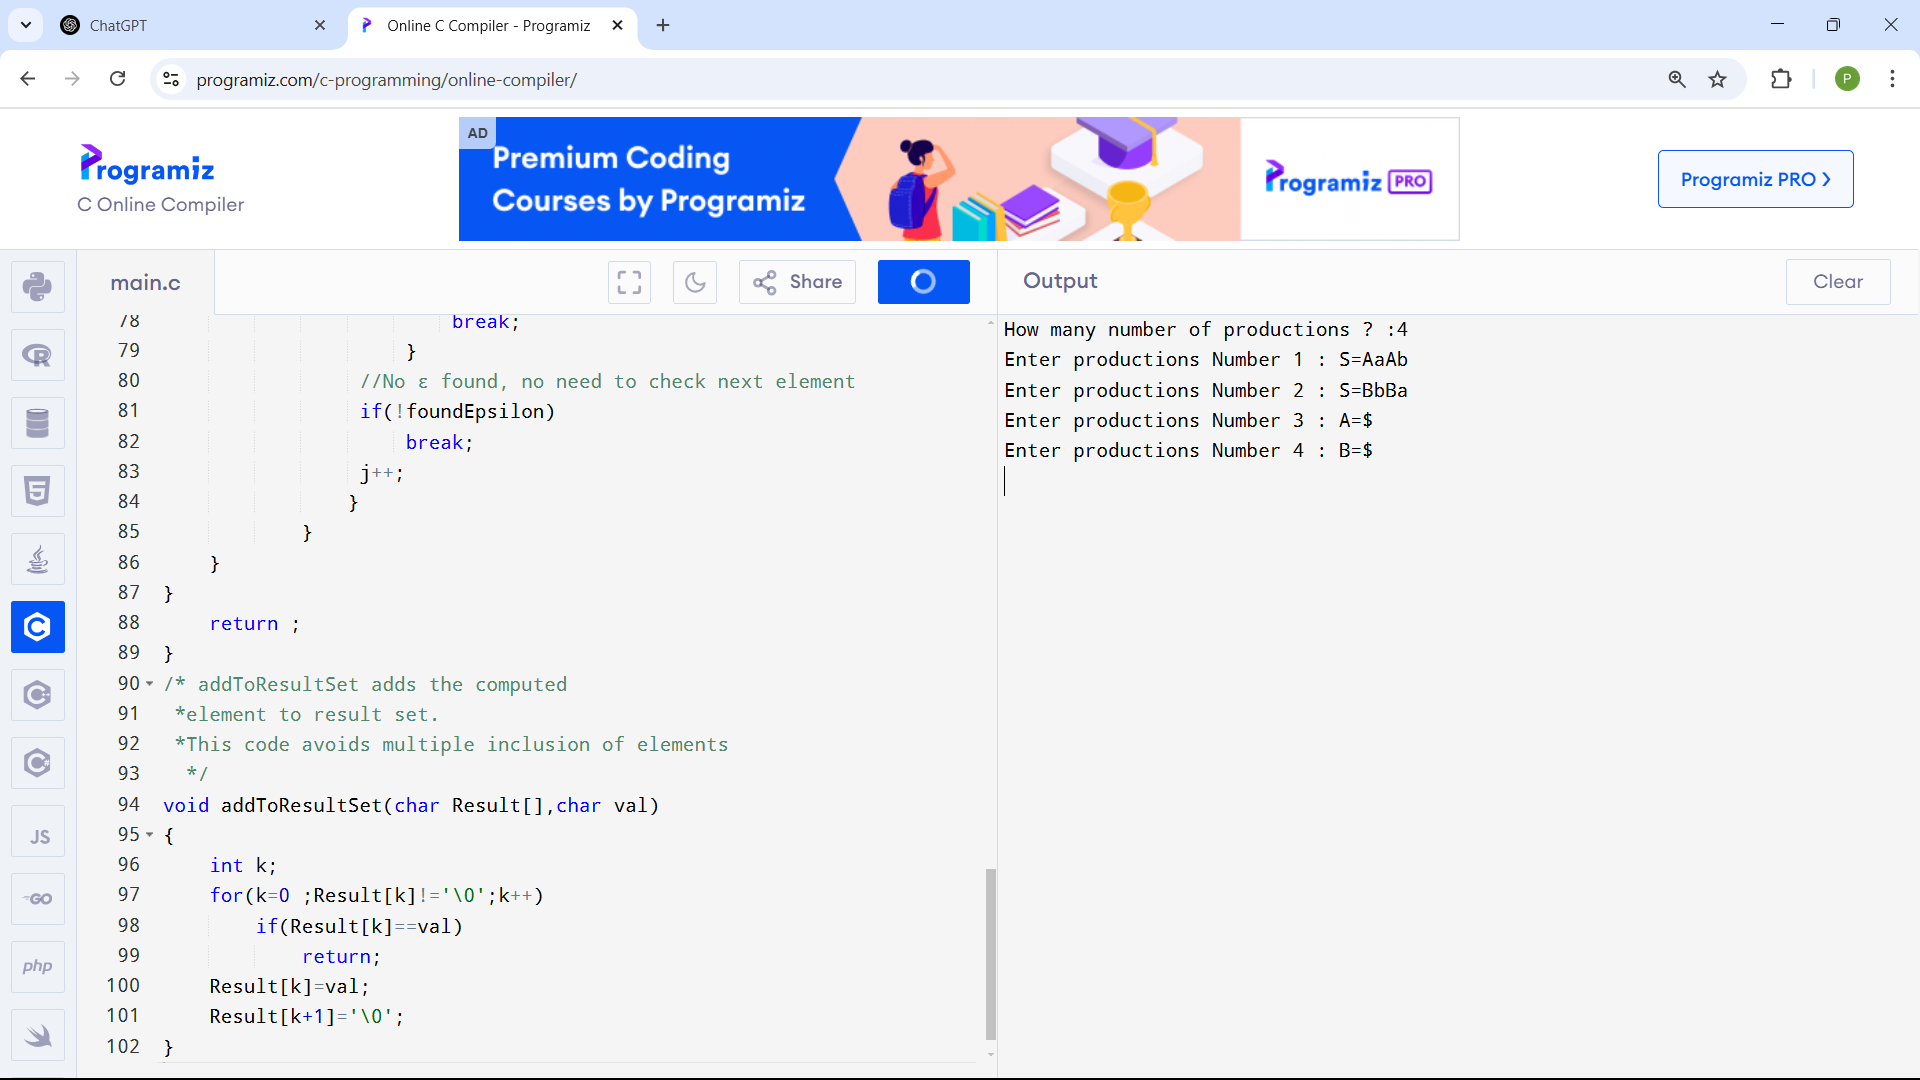 ChatGPT
Online C Compiler - Programiz
programiz.com/c-programming/online-compiler/
P
Programiz
C Online Compiler
AD
Premium Coding
Courses by Programiz
Programiz PRO
Programiz PRO
main.c
Share
Output
Clear
78 break;
79 }
80 //No ε found, no need to check next element
81 if(!foundEpsilon)
82 break;
83 j++;
84 }
85 }
86 }
87 }
88 return ;
89 }
90 /* addToResultSet adds the computed
91 *element to result set.
92 *This code avoids multiple inclusion of elements
93 */
94 void addToResultSet(char Result[],char val)
95 {
96 int k;
97 for(k=0 ;Result[k]!='\0';k++)
98 if(Result[k]==val)
99 return;
100 Result[k]=val;
101 Result[k+1]='\0';
102 }
How many number of productions ? :4
Enter productions Number 1 : S=AaAb
Enter productions Number 2 : S=BbBa
Enter productions Number 3 : A=$
Enter productions Number 4 : B=$
R
5
C
C
C#
JS
GO
php